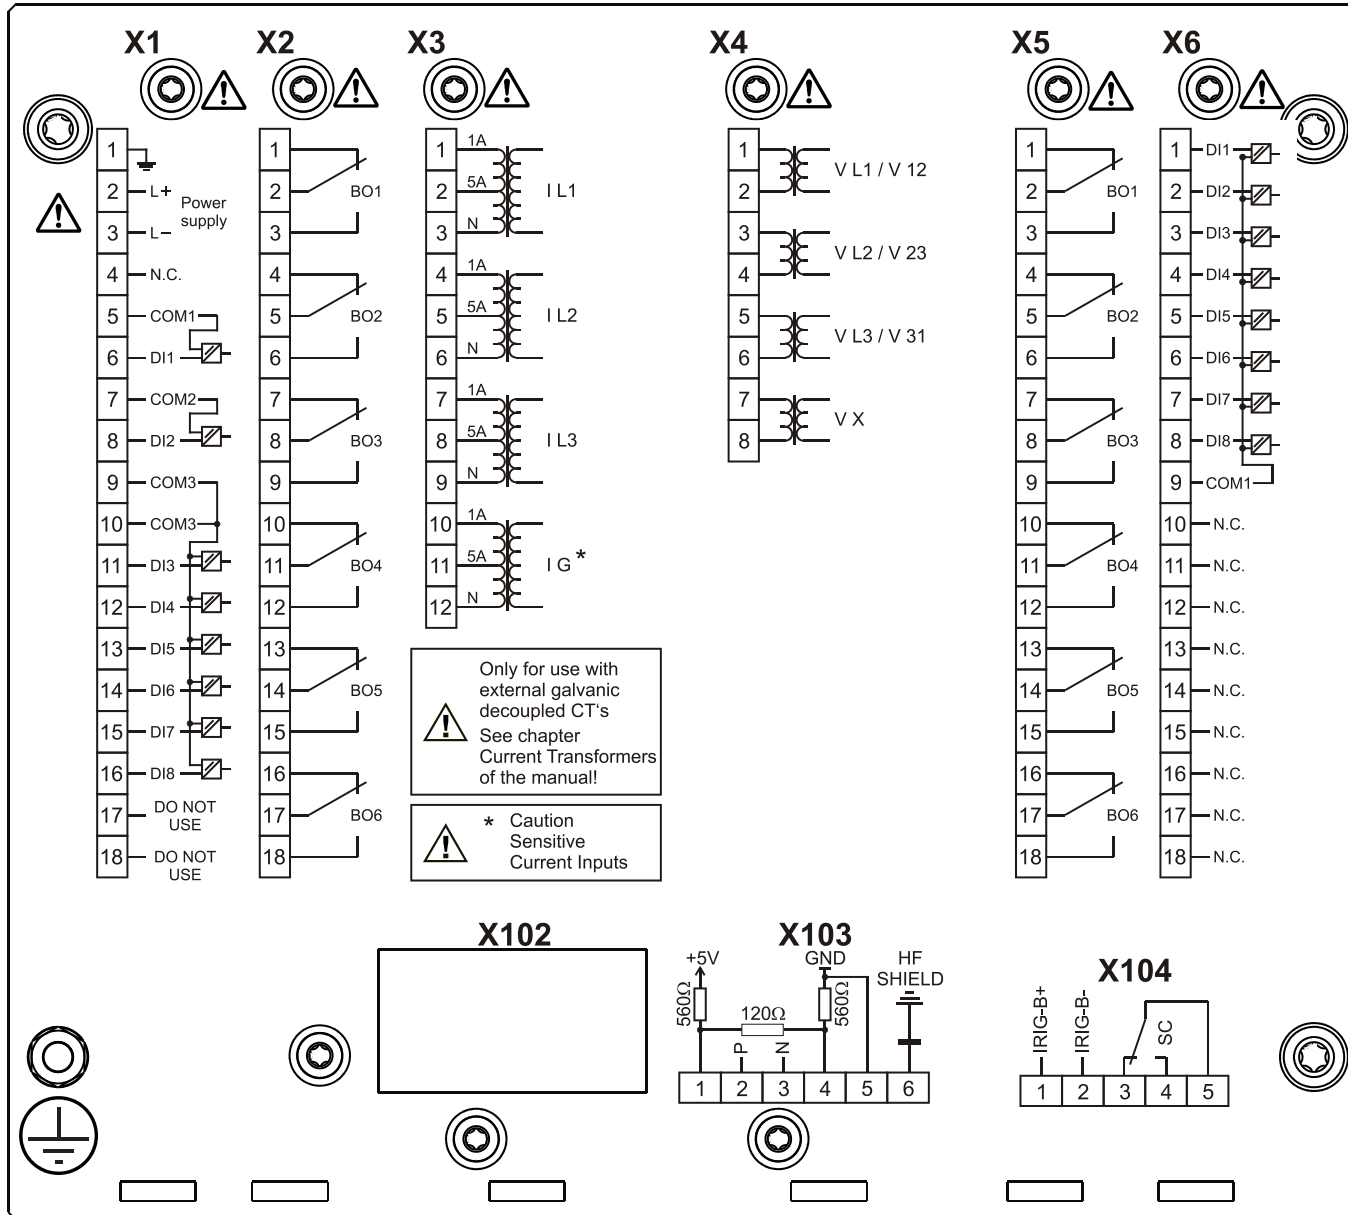 X1
1
2 L+
3 L−
Power
supply
4 N.C.
5 COM1
6 DI1
7 COM2
8 DI2
9 COM3
10 COM3
11 DI3
12 DI4
13 DI5
14 DI6
15 DI7
16 DI8
17 DO NOT
USE
18 DO NOT
USE
X2
1
2 BO1
3
4
5 BO2
6
7
8 BO3
9
10
11 BO4
12
13
14 BO5
15
16
17 BO6
18
X3
1 1A
2 5A I L1
3 N
4 1A
5 5A I L2
6 N
7 1A
8 5A I L3
9 N
10 1A
11 5A I G *
12 N
Only for use with
external galvanic
decoupled CT‘s
See chapter
Current Transformers
of the manual!
* Caution
Sensitive
Current Inputs
X4
1
V L1 / V 12
2
3
V L2 / V 23
4
5
V L3 / V 31
6
7
V X
8
X5
1
2 BO1
3
4
5 BO2
6
7
8 BO3
9
10
11 BO4
12
13
14 BO5
15
16
17 BO6
18
X6
1 DI1
2 DI2
3 DI3
4 DI4
5 DI5
6 DI6
7 DI7
8 DI8
9 COM1
10 N.C.
11 N.C.
12 N.C.
13 N.C.
14 N.C.
15 N.C.
16 N.C.
17 N.C.
18 N.C.
X102
X103
+5V GND HF
SHIELD
560Ω 120Ω 560Ω
P N
1 2 3 4 5 6
X104
IRIG-B+ IRIG-B- SC
1 2 3 4 5